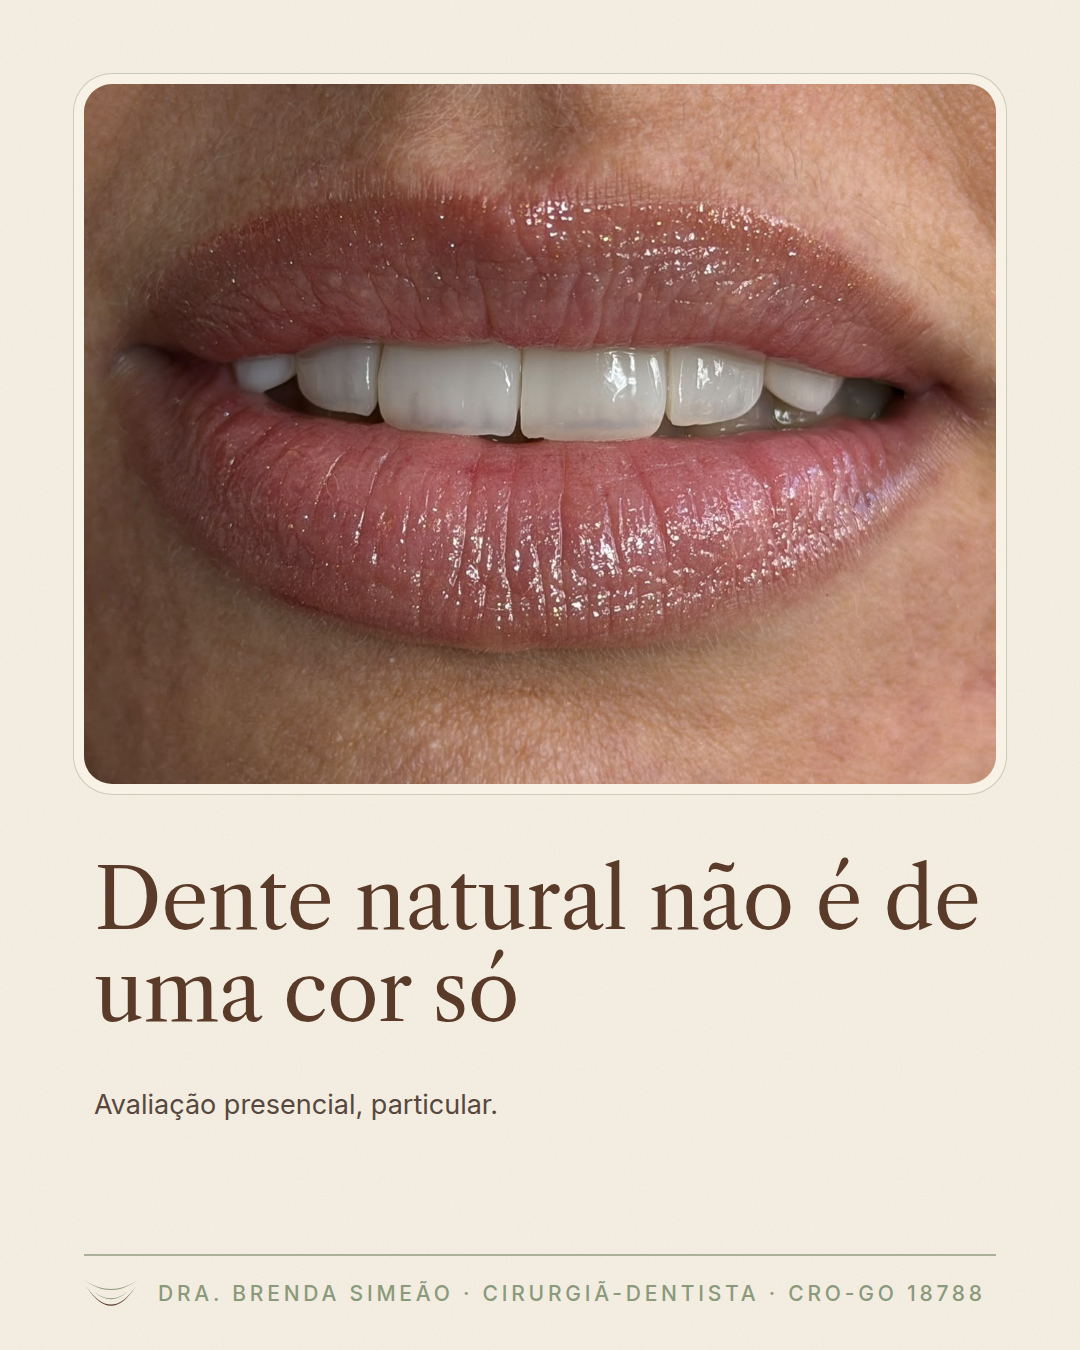 Dente natural não é de
uma cor só
Avaliação presencial, particular.
DRA. BRENDA SIMEÃO · CIRURGIÃ-DENTISTA · CRO-GO 18788